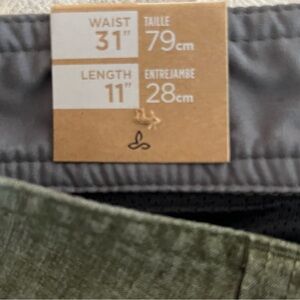 WAIST TAILLE
31" 79cm
LENGTH ENTREJAMBE
11" 28cm